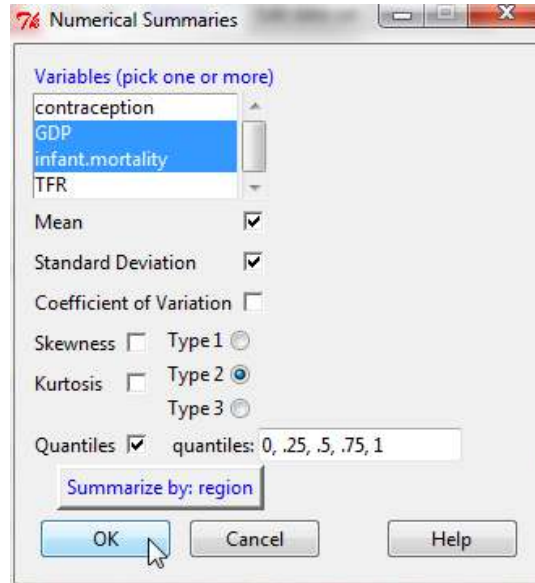 Numerical Summaries
Variables (pick one or more)
contraception
GDP
infant.mortality
TFR
Mean
Standard Deviation
Coefficient of Variation
Skewness Type 1
Kurtosis Type 2
Type 3
Quantiles quantiles: 0, .25, .5, .75, 1
Summarize by: region
OK Cancel Help